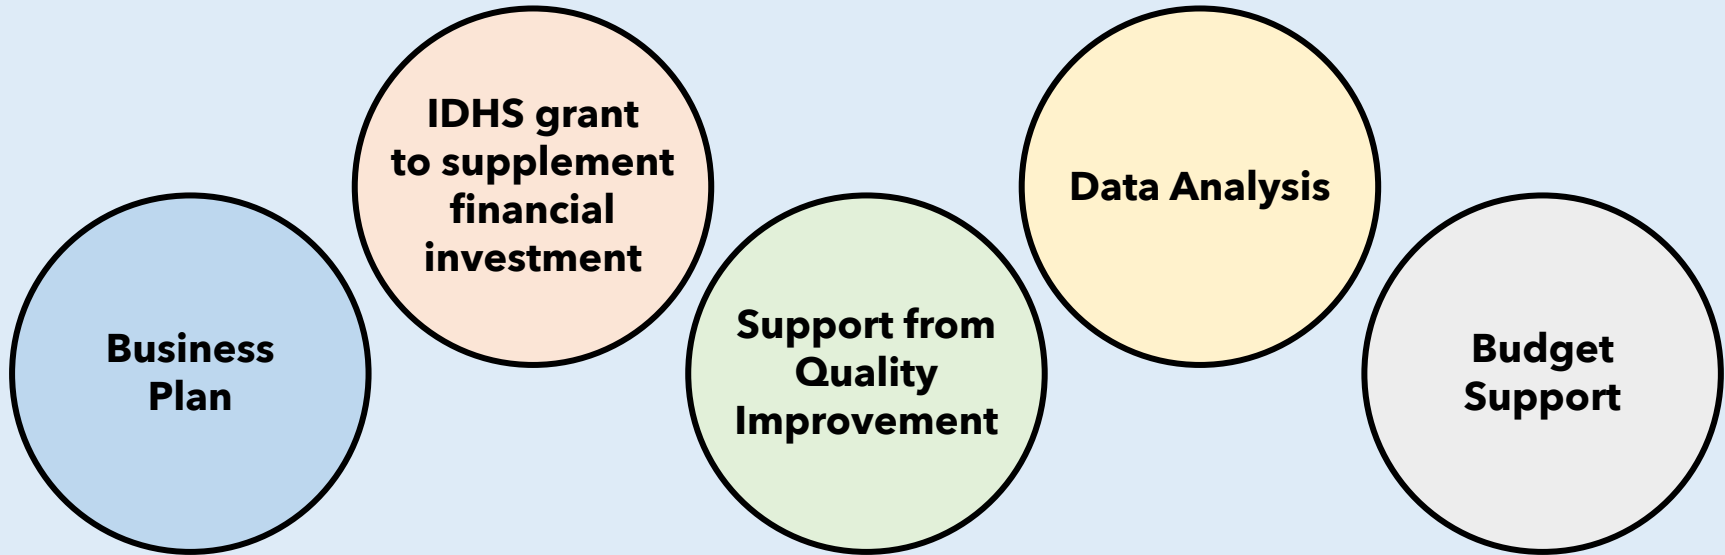 Business
Plan
IDHS grant
to supplement
financial
investment
Support from
Quality
Improvement
Data Analysis
Budget
Support